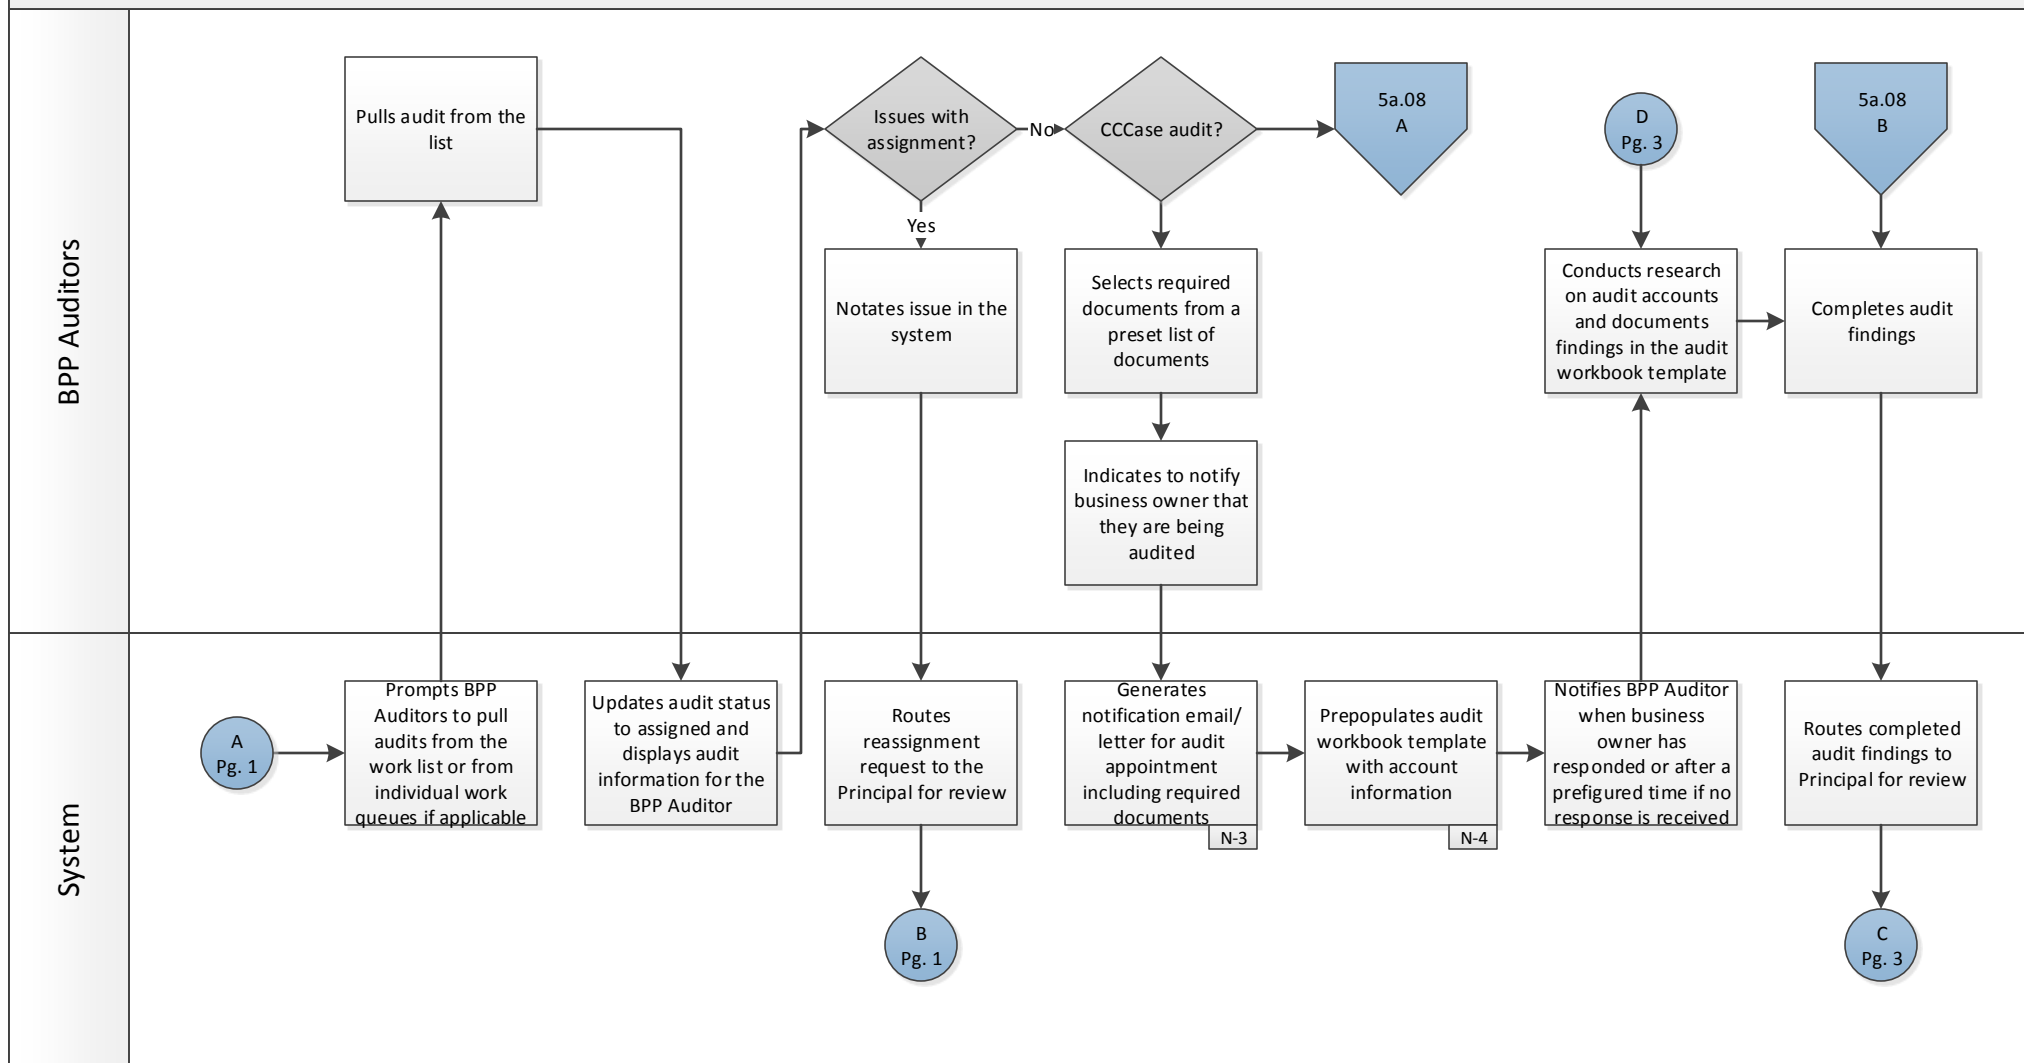 BPP Auditors
Pulls audit from the
list
Issues with
assignment?
No
CCCase audit?
5a.08
A
D
Pg. 3
5a.08
B
Yes
Notates issue in the
system
Selects required
documents from a
preset list of
documents
Conducts research
on audit accounts
and documents
findings in the audit
workbook template
Completes audit
findings
Indicates to notify
business owner that
they are being
audited
System
A
Pg. 1
Prompts BPP
Auditors to pull
audits from the
work list or from
individual work
queues if applicable
Updates audit status
to assigned and
displays audit
information for the
BPP Auditor
Routes
reassignment
request to the
Principal for review
Generates
notification email/
letter for audit
appointment
including required
documents
N-3
Prepopulates audit
workbook template
with account
information
N-4
Notifies BPP Auditor
when business
owner has
responded or after a
prefigured time if no
response is received
Routes completed
audit findings to
Principal for review
B
Pg. 1
C
Pg. 3